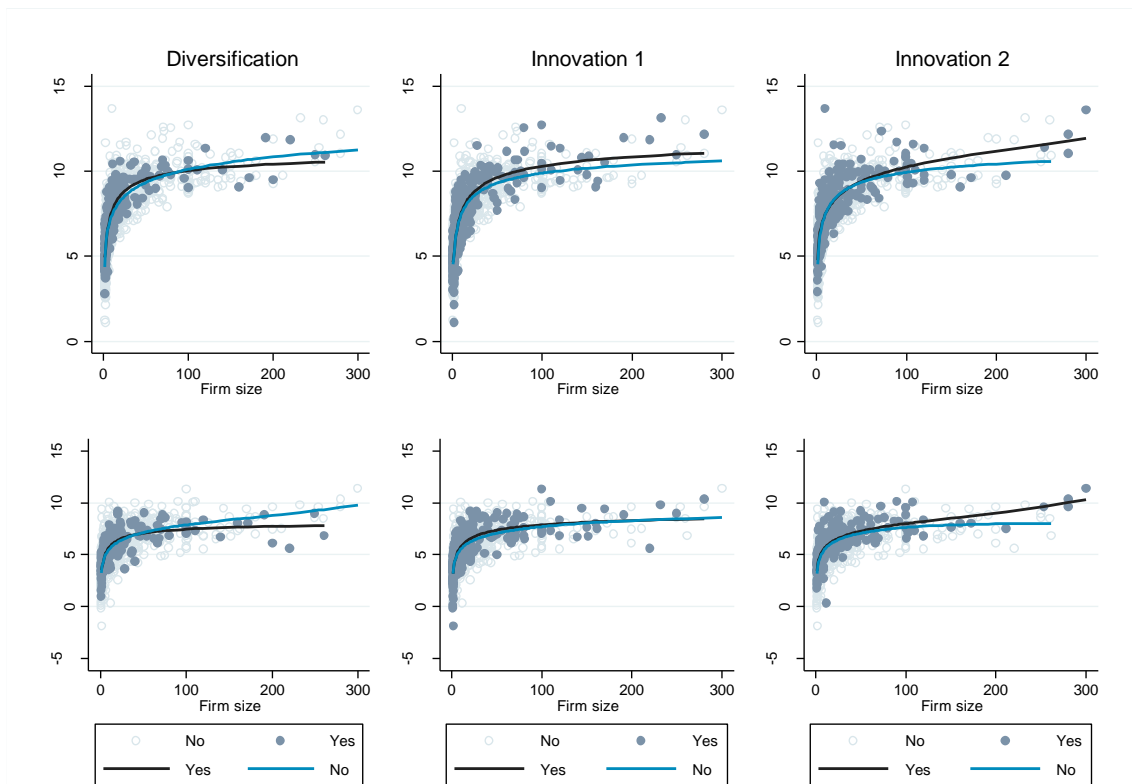 Diversification Innovation 1 Innovation 2
15 15 15
10 10 10
5 5 5
0 0 0
0 100 200 300 0 100 200 300 0 100 200 300
Firm size Firm size Firm size
15 15 15
10 10 10
5 5 5
0 0 0
-5 -5 -5
0 100 200 300 0 100 200 300 0 100 200 300
Firm size Firm size Firm size
No Yes No Yes No Yes
Yes No Yes No Yes No